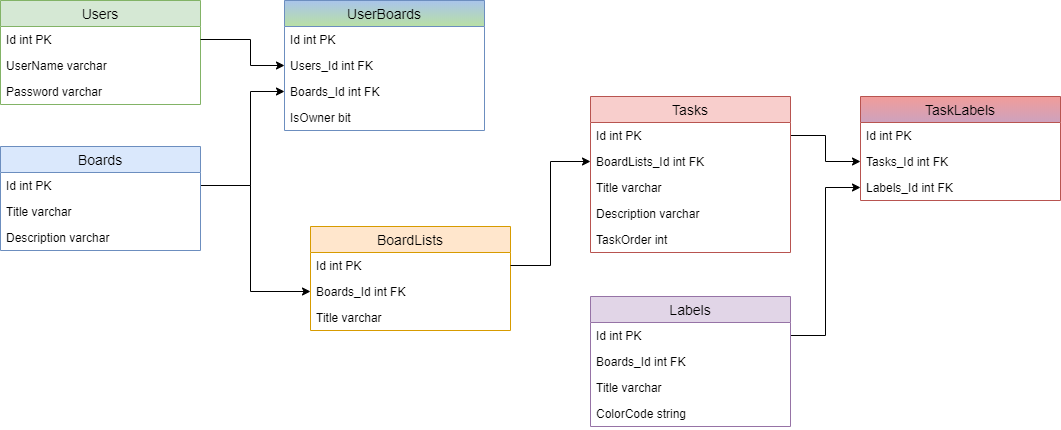 Users
Id int PK
UserName varchar
Password varchar
UserBoards
Id int PK
Users_Id int FK
Boards_Id int FK
IsOwner bit
Boards
Id int PK
Title varchar
Description varchar
BoardLists
Id int PK
Boards_Id int FK
Title varchar
Tasks
Id int PK
BoardLists_Id int FK
Title varchar
Description varchar
TaskOrder int
TaskLabels
Id int PK
Tasks_Id int FK
Labels_Id int FK
Labels
Id int PK
Boards_Id int FK
Title varchar
ColorCode string